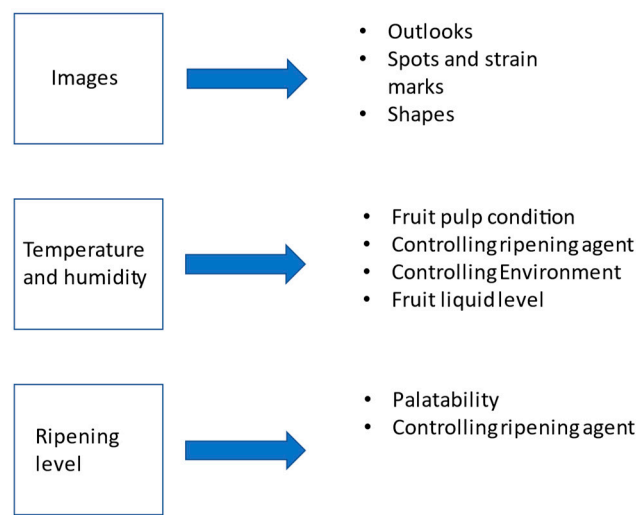 Images
• Outlooks
• Spots and strain
marks
• Shapes
Temperature
and humidity
• Fruit pulp condition
• Controlling ripening agent
• Controlling Environment
• Fruit liquid level
Ripening
level
• Palatability
• Controlling ripening agent